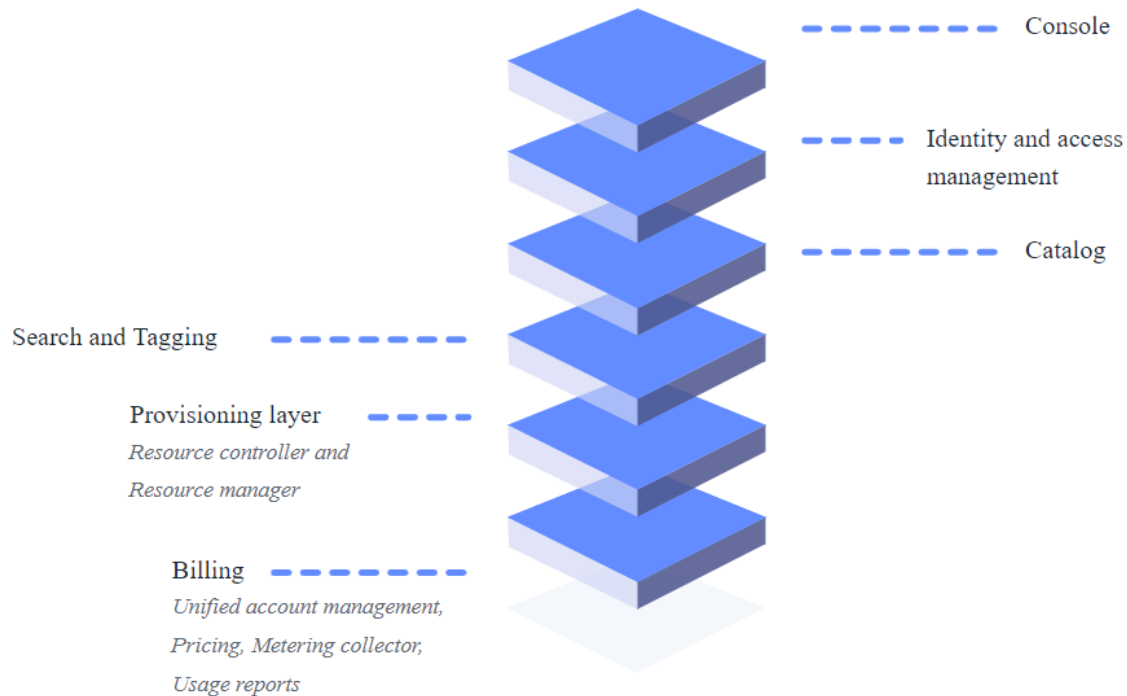 Console
Identity and access
management
Catalog
Search and Tagging
Provisioning layer
Resource controller and
Resource manager
Billing
Unified account management,
Pricing, Metering collector,
Usage reports